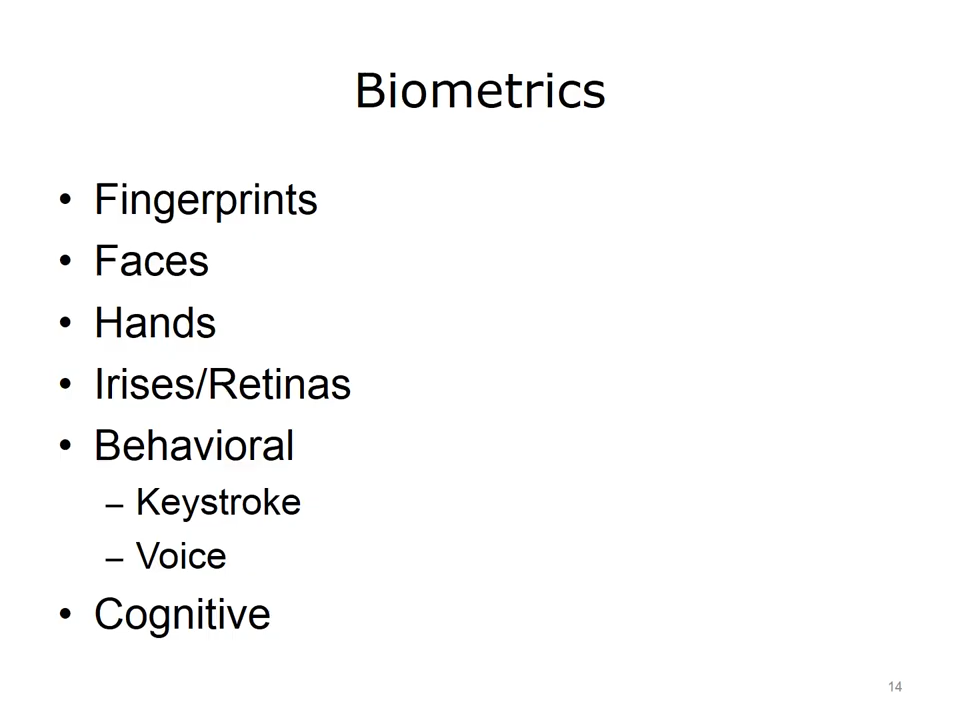 Biometrics
• Fingerprints
• Faces
• Hands
• Irises/Retinas
• Behavioral
– Keystroke
– Voice
• Cognitive
14